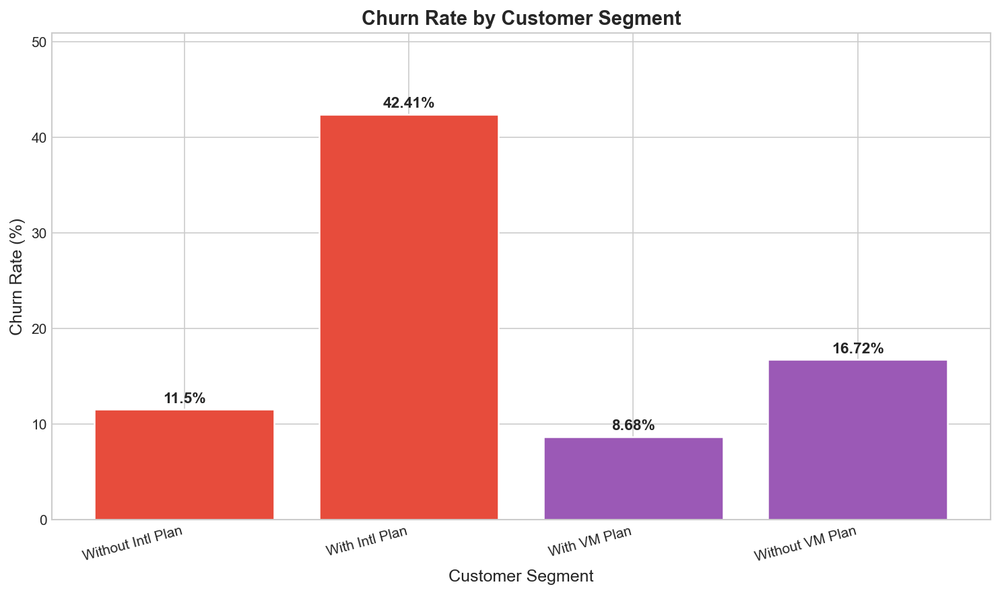 Churn Rate by Customer Segment
50
40
30
20
10
0
Churn Rate (%)
11.5%
42.41%
8.68%
16.72%
Without Intl Plan
With Intl Plan
With VM Plan
Without VM Plan
Customer Segment